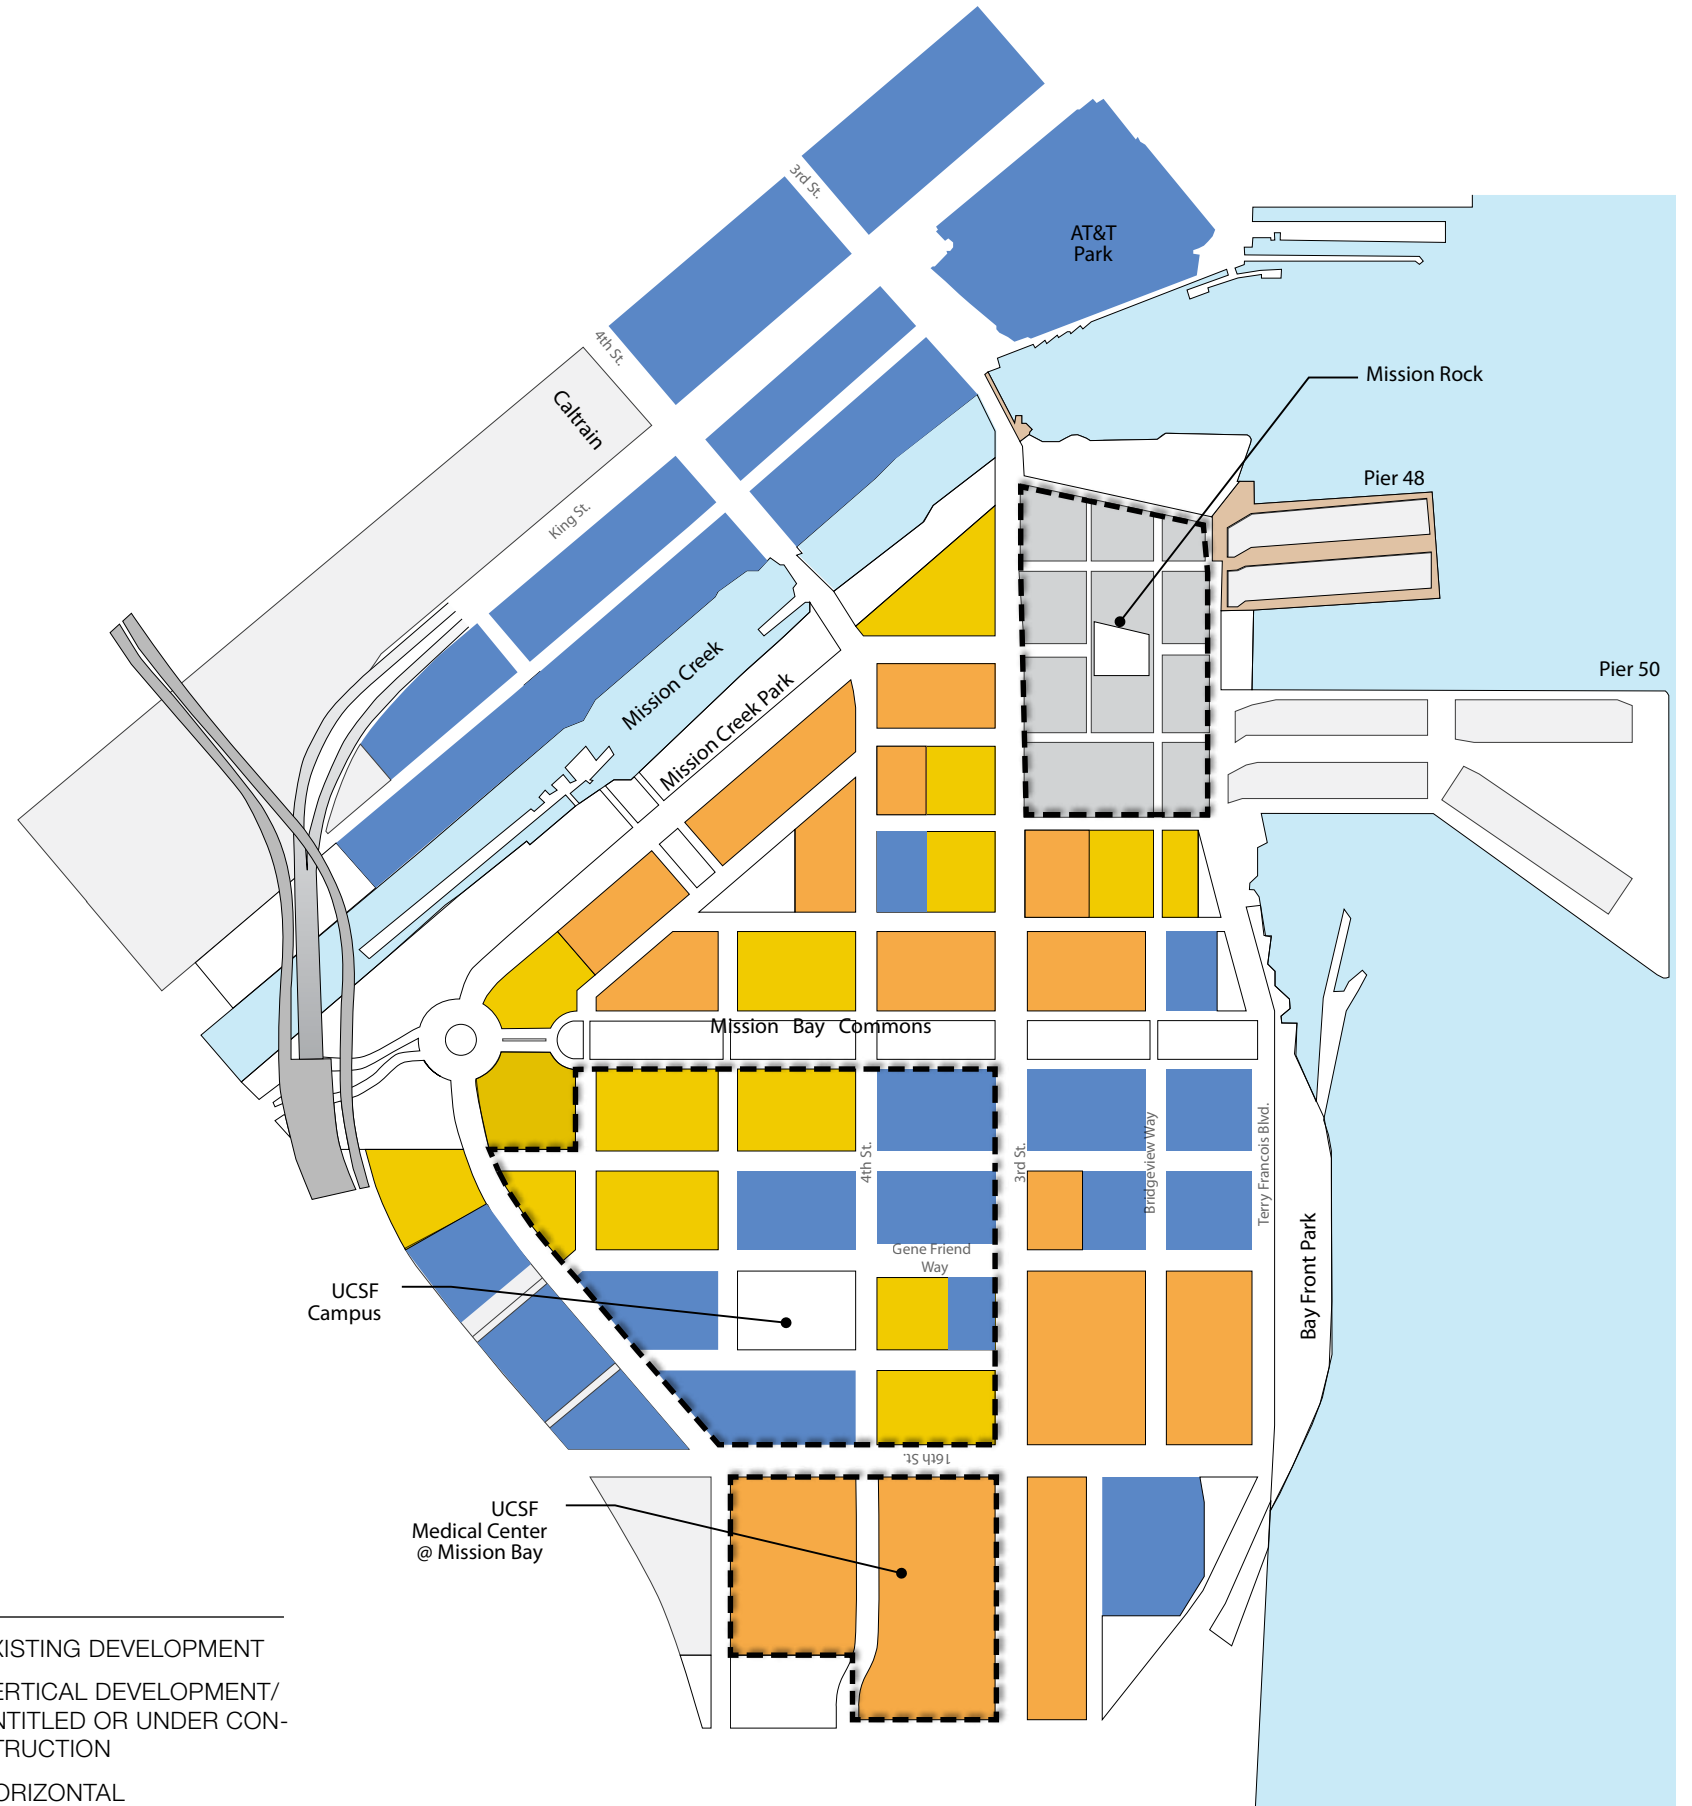 3rd St.
AT&T
Park
4th St.
Mission Rock
Caltrain
Pier 48
King St.
Mission Creek
Pier 50
Mission Creek Park
Mission Bay Commons
4th St.
3rd St.
Bridgeview Way
Terry Francois Blvd.
Bay Front Park
Gene Friend
Way
UCSF
Campus
16th St.
UCSF
Medical Center
@ Mission Bay
XISTING DEVELOPMENT
ERTICAL DEVELOPMENT/
NTITLED OR UNDER CON-
TRUCTION
ORIZONTAL